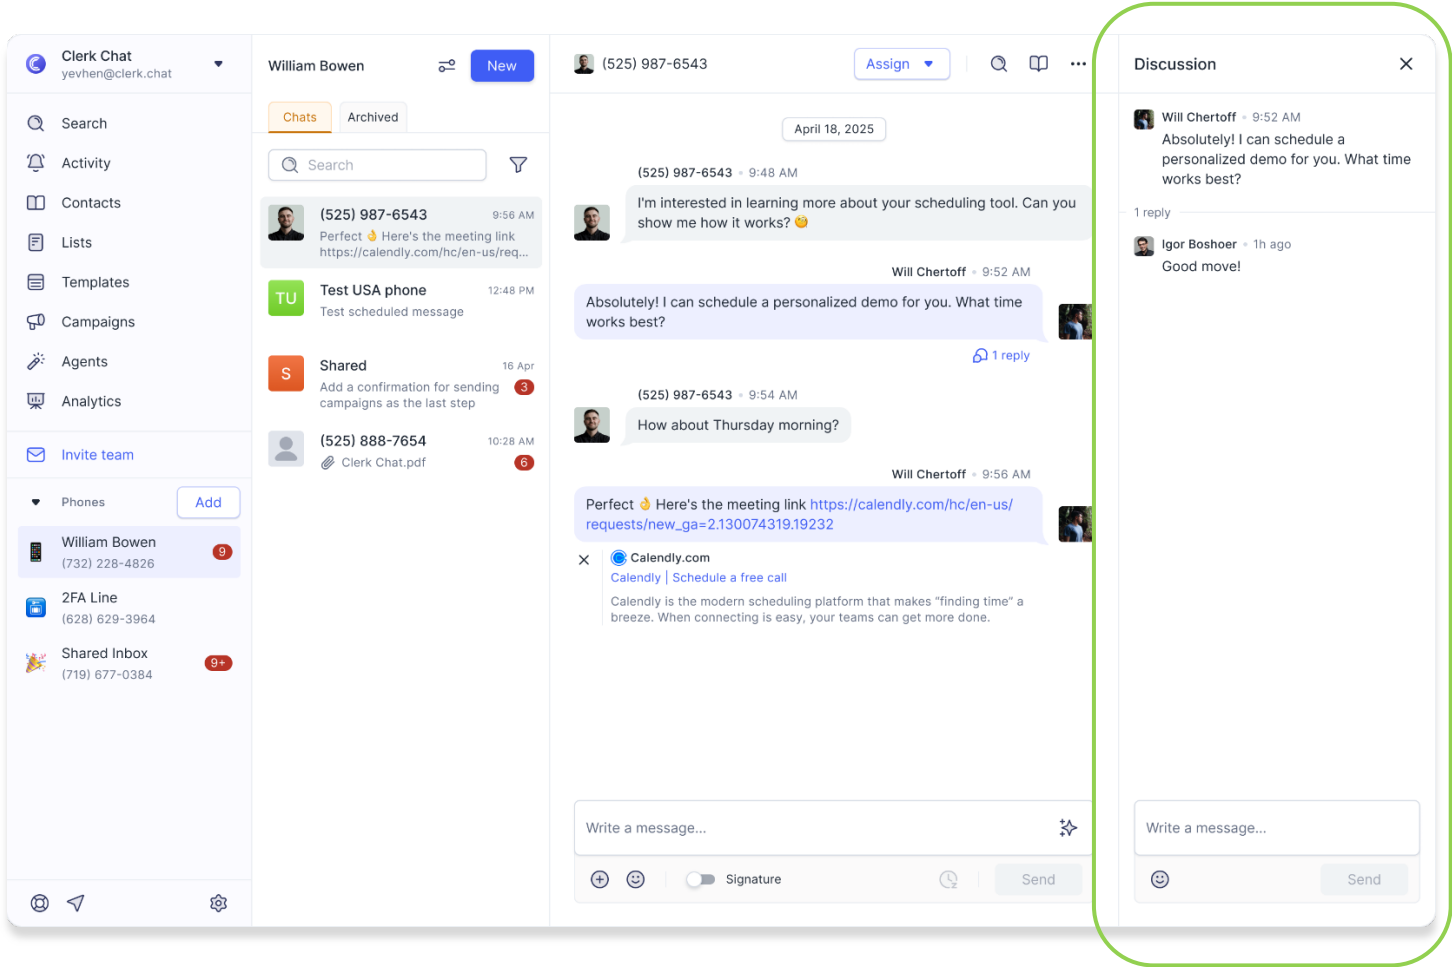 Clerk Chat
yevhen@clerk.chat
Search
Activity
Contacts
Lists
Templates
Campaigns
Agents
Analytics
Invite team
Phones
Add
William Bowen
(732) 228-4826
9
2FA Line
(628) 629-3964
Shared Inbox
(719) 677-0384
9+
William Bowen
New
Chats
Archived
Search
(525) 987-6543
9:56 AM
Perfect 👌 Here's the meeting link
https://calendly.com/hc/en-us/req...
TU
Test USA phone
12:48 PM
Test scheduled message
S
Shared
16 Apr
Add a confirmation for sending
campaigns as the last step
3
(525) 888-7654
10:28 AM
Clerk Chat.pdf
6
(525) 987-6543
Assign
April 18, 2025
(525) 987-6543 • 9:48 AM
I'm interested in learning more about your scheduling tool. Can you
show me how it works? 🧐
Will Chertoff • 9:52 AM
Absolutely! I can schedule a personalized demo for you. What time
works best?
1 reply
(525) 987-6543 • 9:54 AM
How about Thursday morning?
Will Chertoff • 9:56 AM
Perfect 👌 Here's the meeting link https://calendly.com/hc/en-us/
requests/new_ga=2.130074319.19232
Calendly.com
Calendly | Schedule a free call
Calendly is the modern scheduling platform that makes “finding time” a
breeze. When connecting is easy, your teams can get more done.
Write a message...
Signature
Send
Discussion
Will Chertoff • 9:52 AM
Absolutely! I can schedule a
personalized demo for you. What time
works best?
1 reply
Igor Boshoer • 1h ago
Good move!
Write a message...
Send